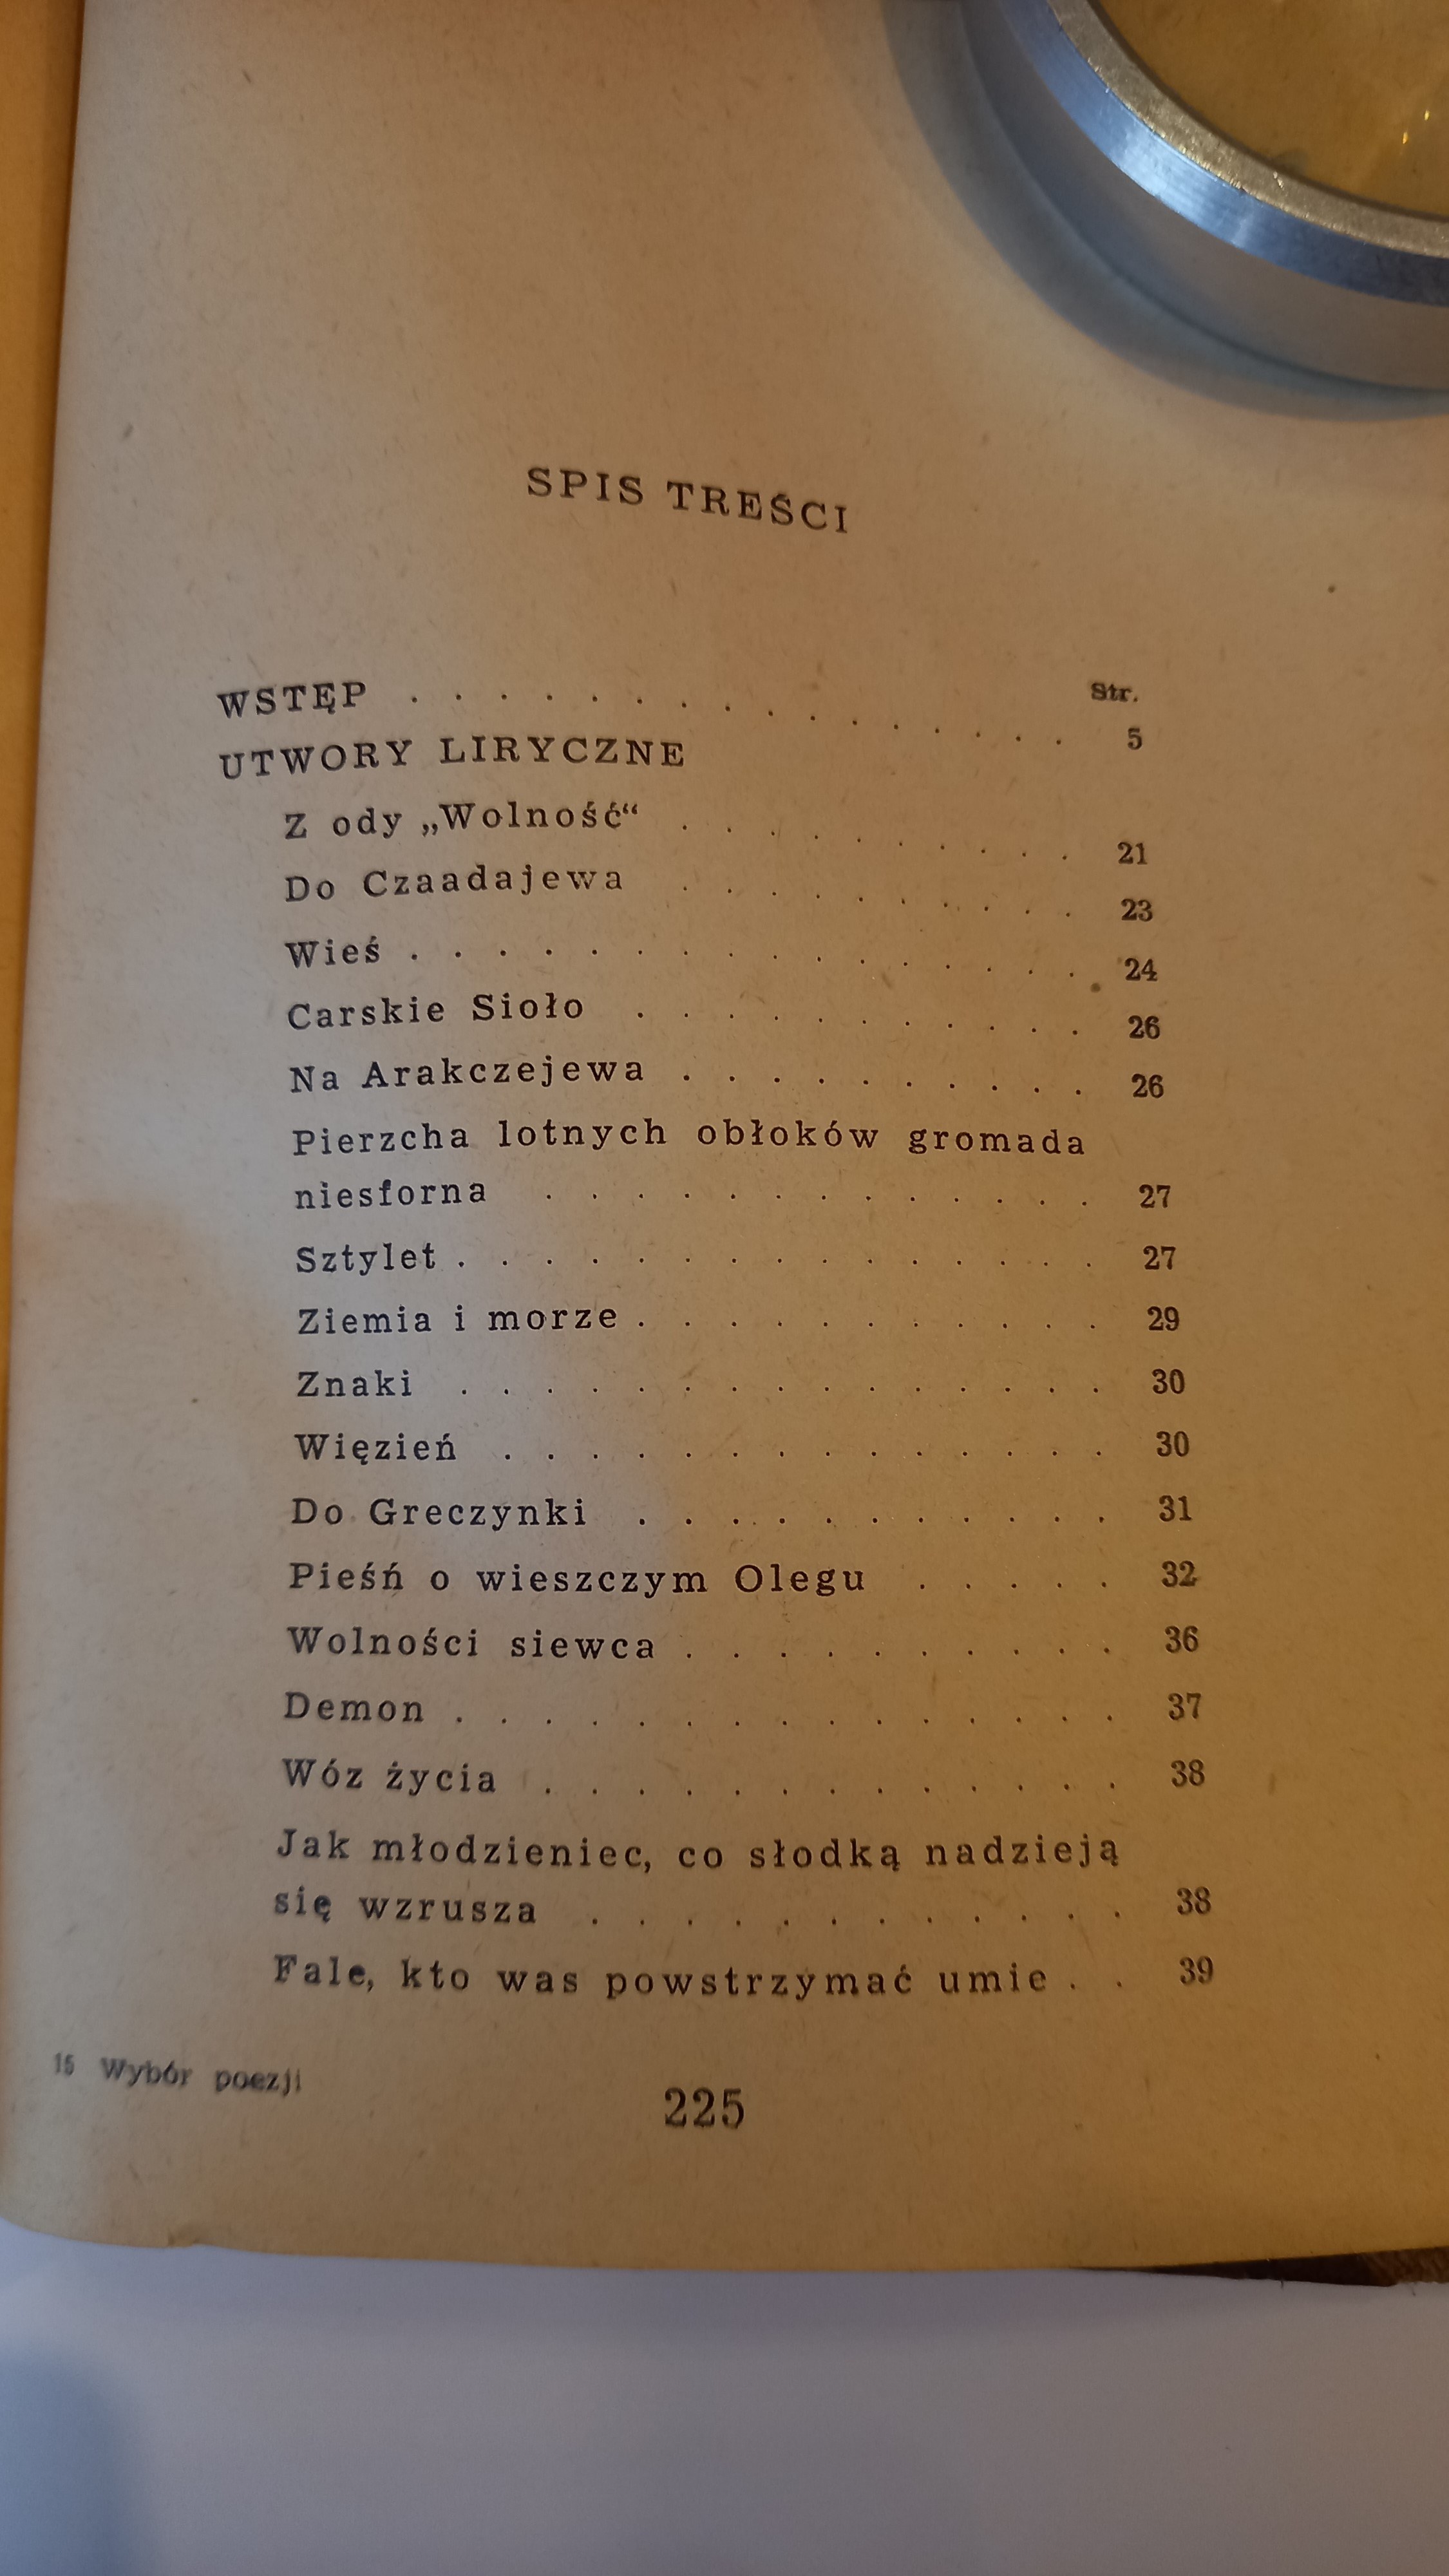 SPIS TREŚCI
Str.
WSTĘP . . . . . . . . . . . . . . . 5
UTWORY LIRYCZNE
Z ody „Wolność“ . . . . . . . . . 21
Do Czaadajewa . . . . . . . . . 23
Wieś . . . . . . . . . . . . . . . . 24
Carskie Sioło . . . . . . . . . . . 26
Na Arakczejewa . . . . . . . . . . 26
Pierzcha lotnych obłoków gromada
niesforna . . . . . . . . . . . . . 27
Sztylet . . . . . . . . . . . . . . . 27
Ziemia i morze . . . . . . . . . . . 29
Znaki . . . . . . . . . . . . . . . 30
Więzień . . . . . . . . . . . . . . 30
Do Greczynki . . . . . . . . . . . 31
Pieśń o wieszczym Olegu . . . . . 32
Wolności siewca . . . . . . . . . . 36
Demon . . . . . . . . . . . . . . . 37
Wóz życia . . . . . . . . . . . . . 38
Jak młodzieniec, co słodką nadzieją
się wzrusza . . . . . . . . . . . . 38
Fale, kto was powstrzymać umie . . 39
15 Wybór poezji
225